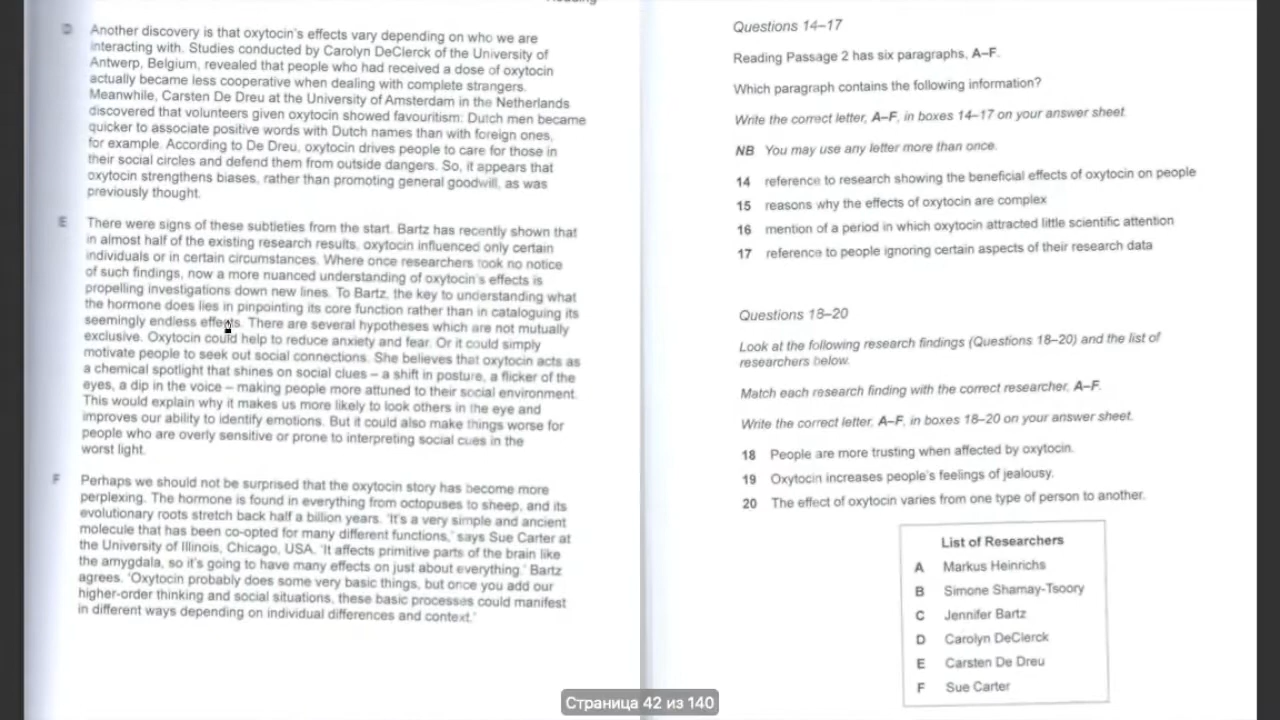 Reading
D Another discovery is that oxytocin's effects vary depending on who we are
interacting with. Studies conducted by Carolyn DeClerck of the University of
Antwerp, Belgium, revealed that people who had received a dose of oxytocin
actually became less cooperative when dealing with complete strangers.
Meanwhile, Carsten De Dreu at the University of Amsterdam in the Netherlands
discovered that volunteers given oxytocin showed favouritism: Dutch men became
quicker to associate positive words with Dutch names than with foreign ones,
for example. According to De Dreu, oxytocin drives people to care for those in
their social circles and defend them from outside dangers. So, it appears that
oxytocin strengthens biases, rather than promoting general goodwill, as was
previously thought.
E There were signs of these subtleties from the start. Bartz has recently shown that
in almost half of the existing research results, oxytocin influenced only certain
individuals or in certain circumstances. Where once researchers took no notice
of such findings, now a more nuanced understanding of oxytocin's effects is
propelling investigations down new lines. To Bartz, the key to understanding what
the hormone does lies in pinpointing its core function rather than in cataloguing its
seemingly endless effects. There are several hypotheses which are not mutually
exclusive. Oxytocin could help to reduce anxiety and fear. Or it could simply
motivate people to seek out social connections. She believes that oxytocin acts as
a chemical spotlight that shines on social clues – a shift in posture, a flicker of the
eyes, a dip in the voice – making people more attuned to their social environment.
This would explain why it makes us more likely to look others in the eye and
improves our ability to identify emotions. But it could also make things worse for
people who are overly sensitive or prone to interpreting social cues in the
worst light.
F Perhaps we should not be surprised that the oxytocin story has become more
perplexing. The hormone is found in everything from octopuses to sheep, and its
evolutionary roots stretch back half a billion years. 'It's a very simple and ancient
molecule that has been co-opted for many different functions,' says Sue Carter at
the University of Illinois, Chicago, USA. 'It affects primitive parts of the brain like
the amygdala, so it's going to have many effects on just about everything.' Bartz
agrees. 'Oxytocin probably does some very basic things, but once you add our
higher-order thinking and social situations, these basic processes could manifest
in different ways depending on individual differences and context.'
Questions 14–17
Reading Passage 2 has six paragraphs, A–F.
Which paragraph contains the following information?
Write the correct letter, A–F, in boxes 14–17 on your answer sheet.
NB You may use any letter more than once.
14 reference to research showing the beneficial effects of oxytocin on people
15 reasons why the effects of oxytocin are complex
16 mention of a period in which oxytocin attracted little scientific attention
17 reference to people ignoring certain aspects of their research data
Questions 18–20
Look at the following research findings (Questions 18–20) and the list of
researchers below.
Match each research finding with the correct researcher, A–F.
Write the correct letter, A–F, in boxes 18–20 on your answer sheet.
18 People are more trusting when affected by oxytocin.
19 Oxytocin increases people's feelings of jealousy.
20 The effect of oxytocin varies from one type of person to another.
List of Researchers
A Markus Heinrichs
B Simone Shamay-Tsoory
C Jennifer Bartz
D Carolyn DeClerck
E Carsten De Dreu
F Sue Carter
Страница 42 из 140